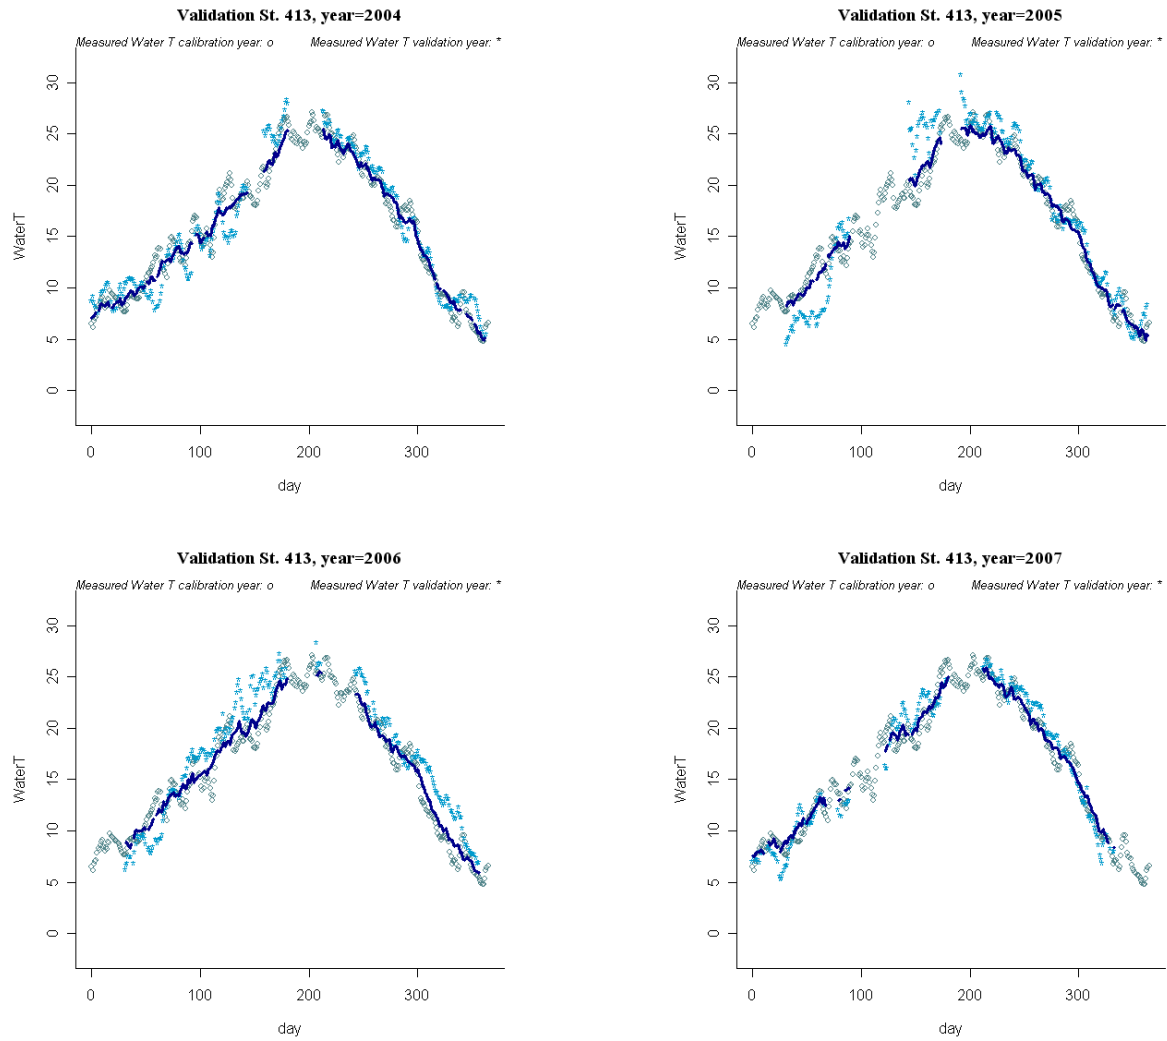 Validation St. 413, year=2004
Measured Water T calibration year: o Measured Water T validation year: *
WaterT
30
25
20
15
10
5
0
0 100 200 300
day
Validation St. 413, year=2005
Measured Water T calibration year: o Measured Water T validation year: *
WaterT
30
25
20
15
10
5
0
0 100 200 300
day
Validation St. 413, year=2006
Measured Water T calibration year: o Measured Water T validation year: *
WaterT
30
25
20
15
10
5
0
0 100 200 300
day
Validation St. 413, year=2007
Measured Water T calibration year: o Measured Water T validation year: *
WaterT
30
25
20
15
10
5
0
0 100 200 300
day